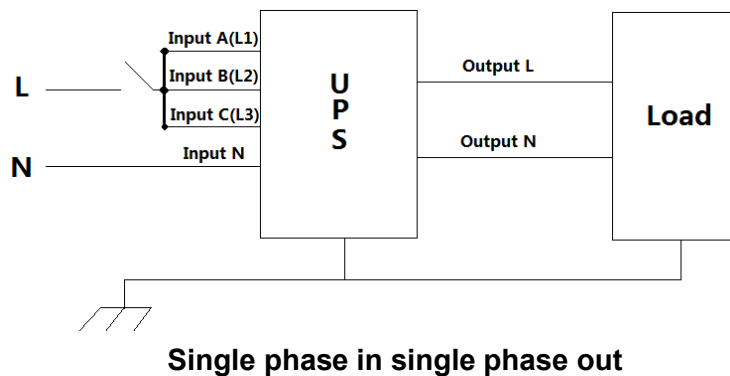 Input A(L1)
L
Input B(L2)
Input C(L3)
N
Input N
U
P
S
Output L
Output N
Load
Single phase in single phase out